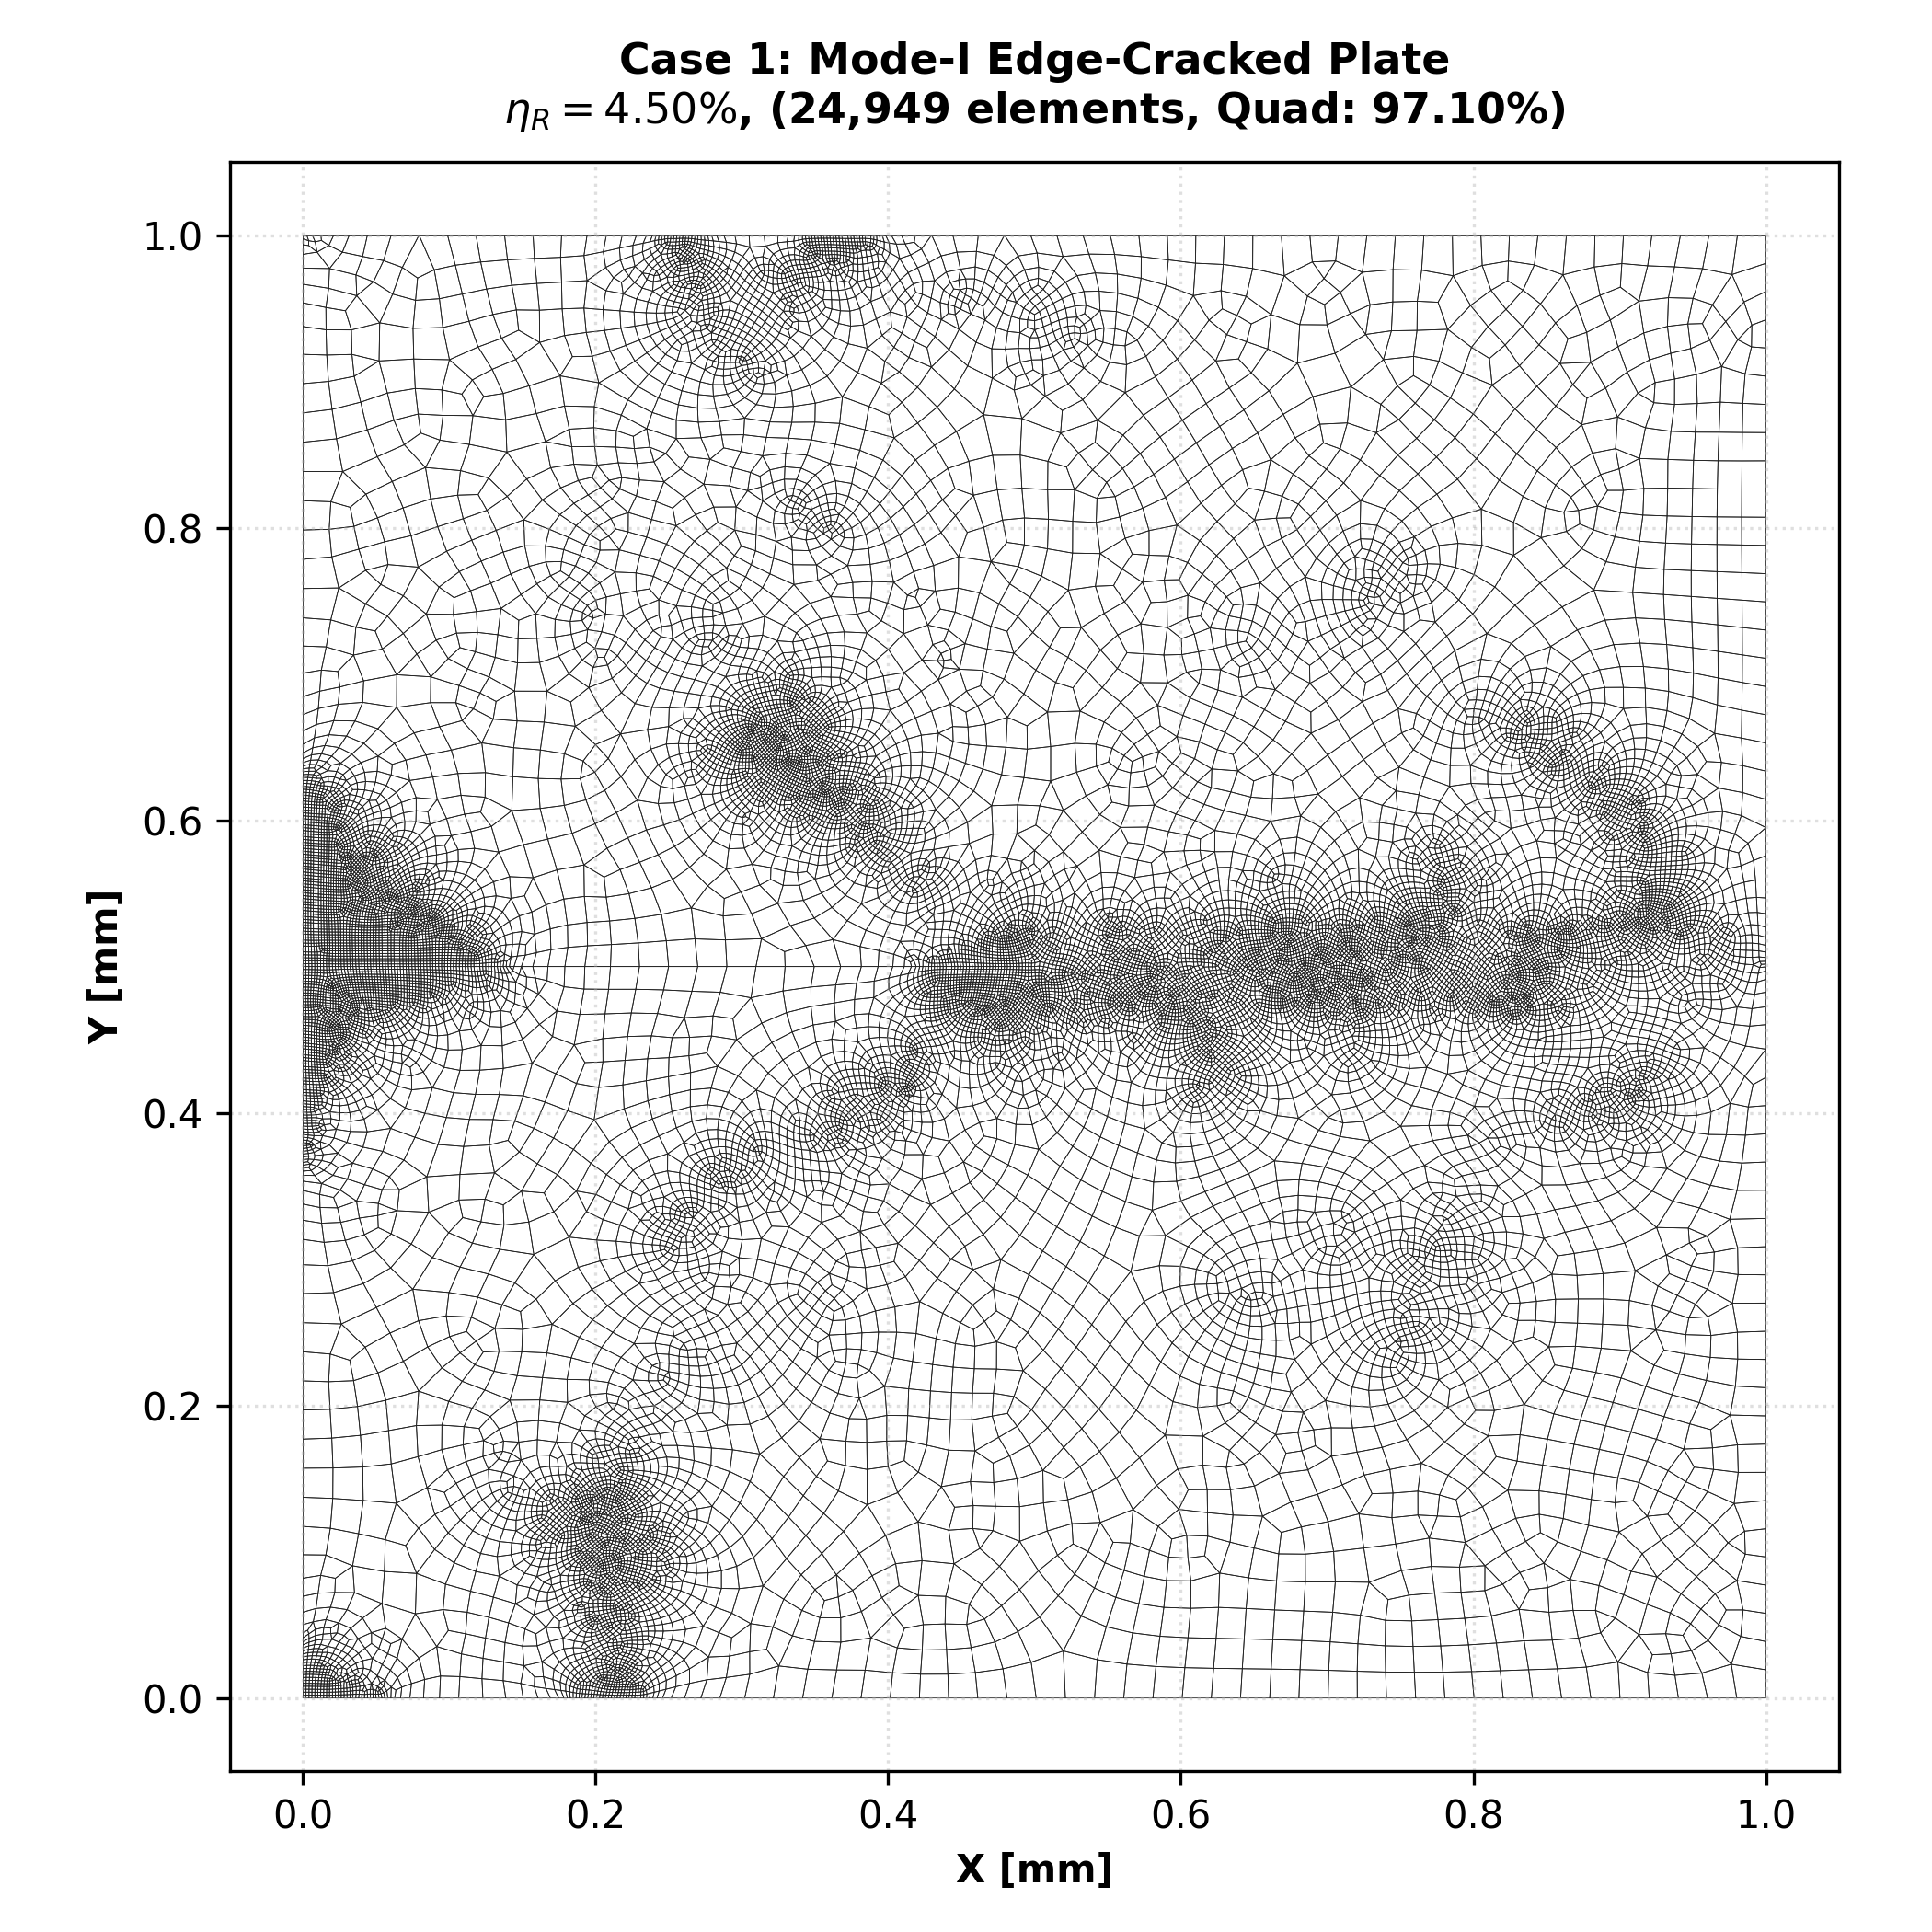 Case 1: Mode-I Edge-Cracked Plate
η_R = 4.50%, (24,949 elements, Quad: 97.10%)
1.0
0.8
0.6
0.4
0.2
0.0
Y [mm]
0.0 0.2 0.4 0.6 0.8 1.0
X [mm]